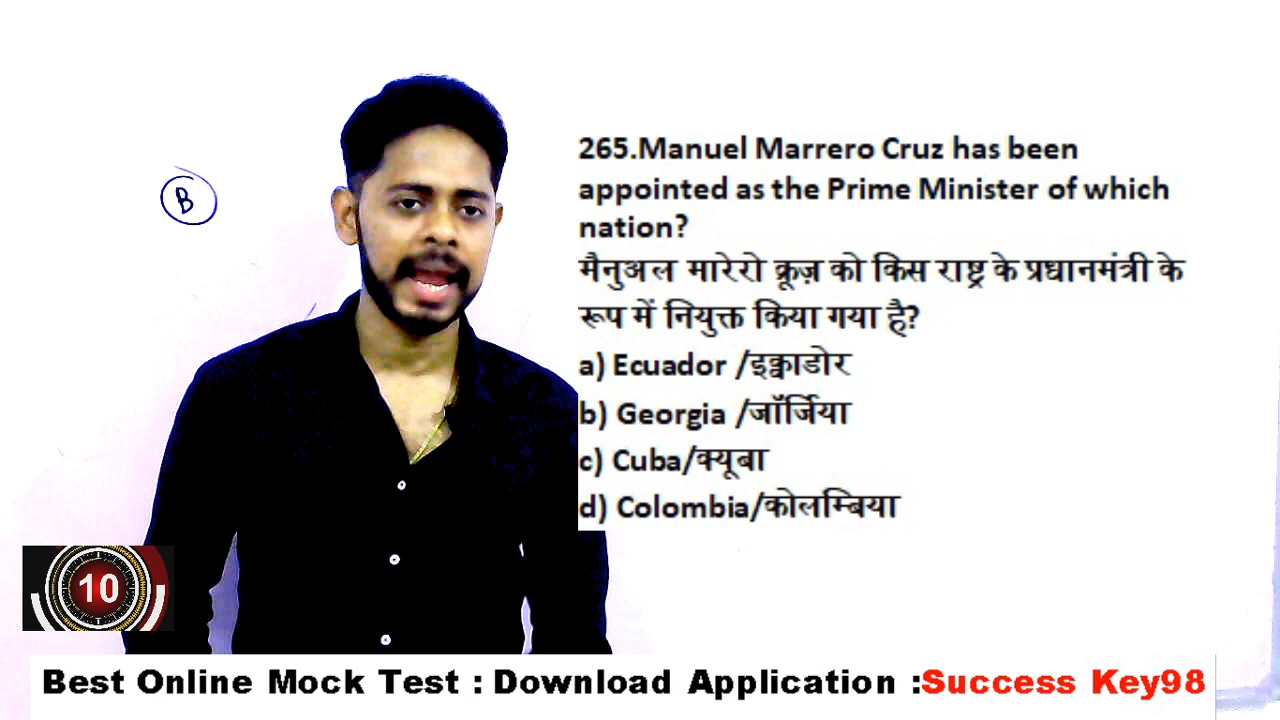 B
265.Manuel Marrero Cruz has been
appointed as the Prime Minister of which
nation?
मैनुअल मारेरो क्रूज़ को किस राष्ट्र के प्रधानमंत्री के
रूप में नियुक्त किया गया है?
a) Ecuador /इक्वाडोर
b) Georgia /जॉर्जिया
c) Cuba/क्यूबा
d) Colombia/कोलम्बिया
10
Best Online Mock Test : Download Application :Success Key98